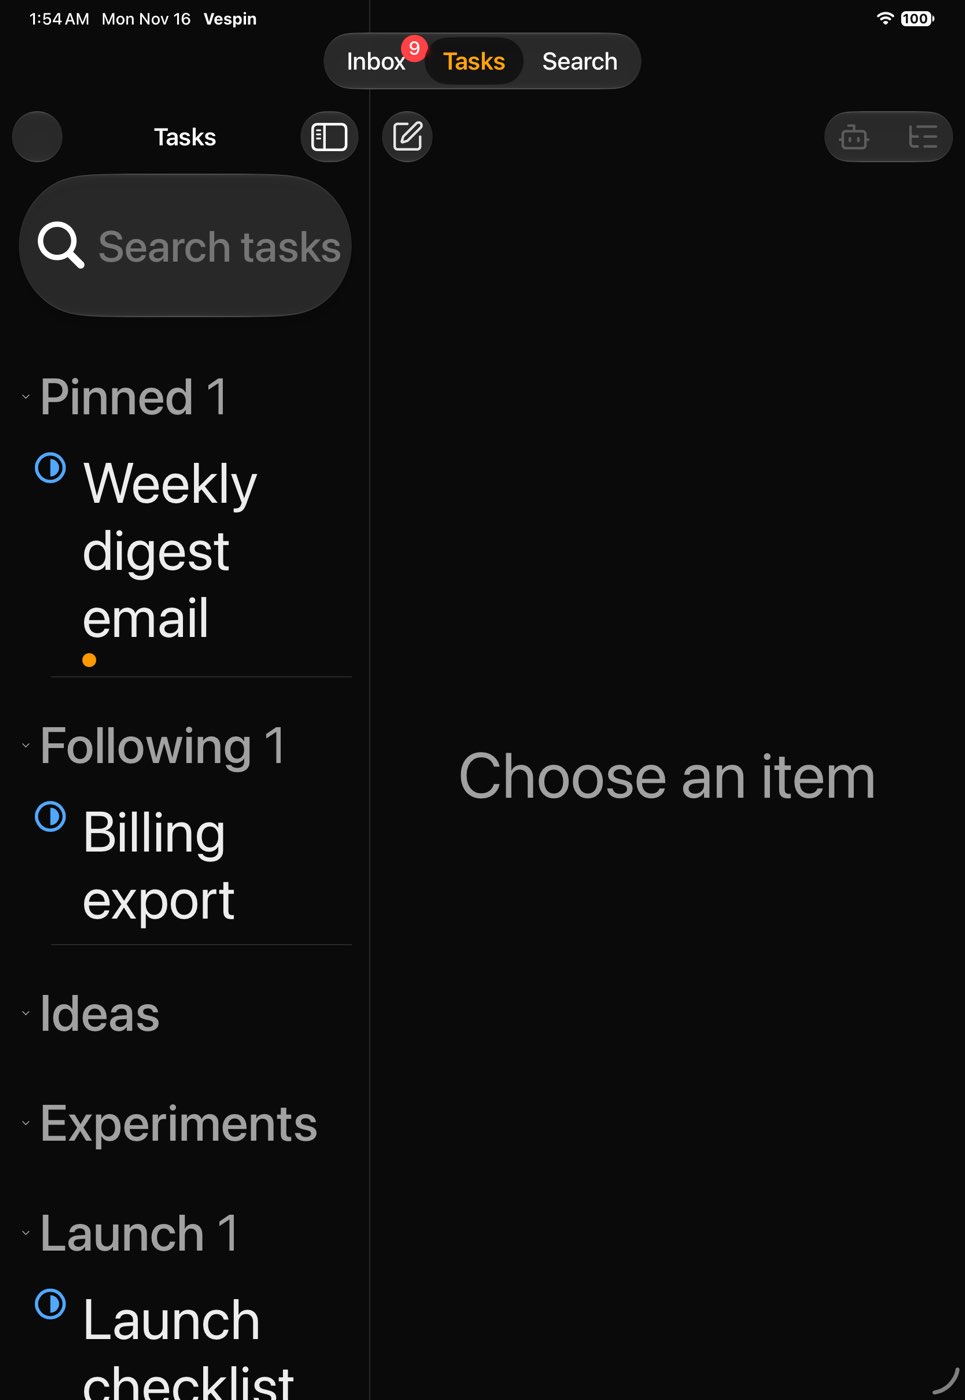 1:54 AM Mon Nov 16 Vespin
100
Inbox 9 Tasks Search
Tasks
Search tasks
Pinned 1
Weekly
digest
email
Following 1
Billing
export
Choose an item
Ideas
Experiments
Launch 1
Launch
checklist